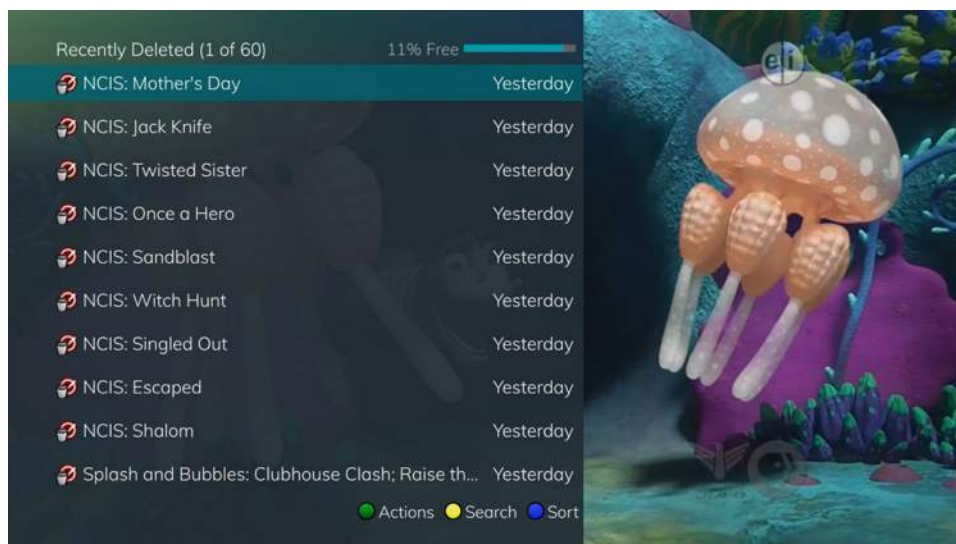 Recently Deleted (1 of 60) 11% Free
NCIS: Mother's Day Yesterday
NCIS: Jack Knife Yesterday
NCIS: Twisted Sister Yesterday
NCIS: Once a Hero Yesterday
NCIS: Sandblast Yesterday
NCIS: Witch Hunt Yesterday
NCIS: Singled Out Yesterday
NCIS: Escaped Yesterday
NCIS: Shalom Yesterday
Splash and Bubbles: Clubhouse Clash; Raise th... Yesterday
Actions Search Sort
e/i